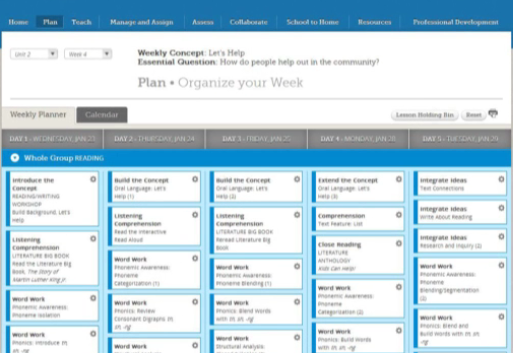 Home Plan Teach Manage and Assign Assess Collaborate School to Home Resources Professional Development
Unit 2 Week 4
Weekly Concept: Let's Help
Essential Question: How do people help out in the community?
Plan • Organize your Week
Weekly Planner Calendar
Lesson Holding Bin Reset
DAY 1 - WEDNESDAY, JAN 23 DAY 2 - THURSDAY, JAN 24 DAY 3 - FRIDAY, JAN 25 DAY 4 - MONDAY, JAN 28 DAY 5 - TUESDAY, JAN 29
Whole Group READING
Introduce the
Concept
READING/WRITING
WORKSHOP
Build Background: Let's
Help
Listening
Comprehension
LITERATURE BIG BOOK
Read the Literature Big
Book, The Story of
Martin Luther King Jr.
Word Work
Phonemic Awareness:
Phoneme Isolation
Word Work
Phonics: Introduce th,
sh, -ng
Build the Concept
Oral Language: Let's
Help (1)
Listening
Comprehension
Read the Interactive
Read Aloud
Word Work
Phonemic Awareness:
Phoneme
Categorization (1)
Word Work
Phonics: Review
Consonant Digraphs th,
sh, -ng
Word Work
Build the Concept
Oral Language: Let's
Help (2)
Listening
Comprehension
LITERATURE BIG BOOK
Reread Literature Big
Book
Word Work
Phonemic Awareness:
Phoneme Blending (1)
Word Work
Phonics: Blend Words
with th, sh, -ng
Word Work
Structural Analysis:
Extend the Concept
Oral Language: Let's
Help (3)
Comprehension
Text Feature: List
Close Reading
LITERATURE
ANTHOLOGY
Kids Can Help!
Word Work
Phonemic Awareness:
Phoneme
Categorization (2)
Word Work
Phonics: Build Words
with th, sh, -ng
Integrate Ideas
Text Connections
Integrate Ideas
Write About Reading
Integrate Ideas
Research and Inquiry (2)
Word Work
Phonemic Awareness:
Phoneme
Blending/Segmentation
(2)
Word Work
Phonics: Blend and
Build Words with th,
sh, -ng